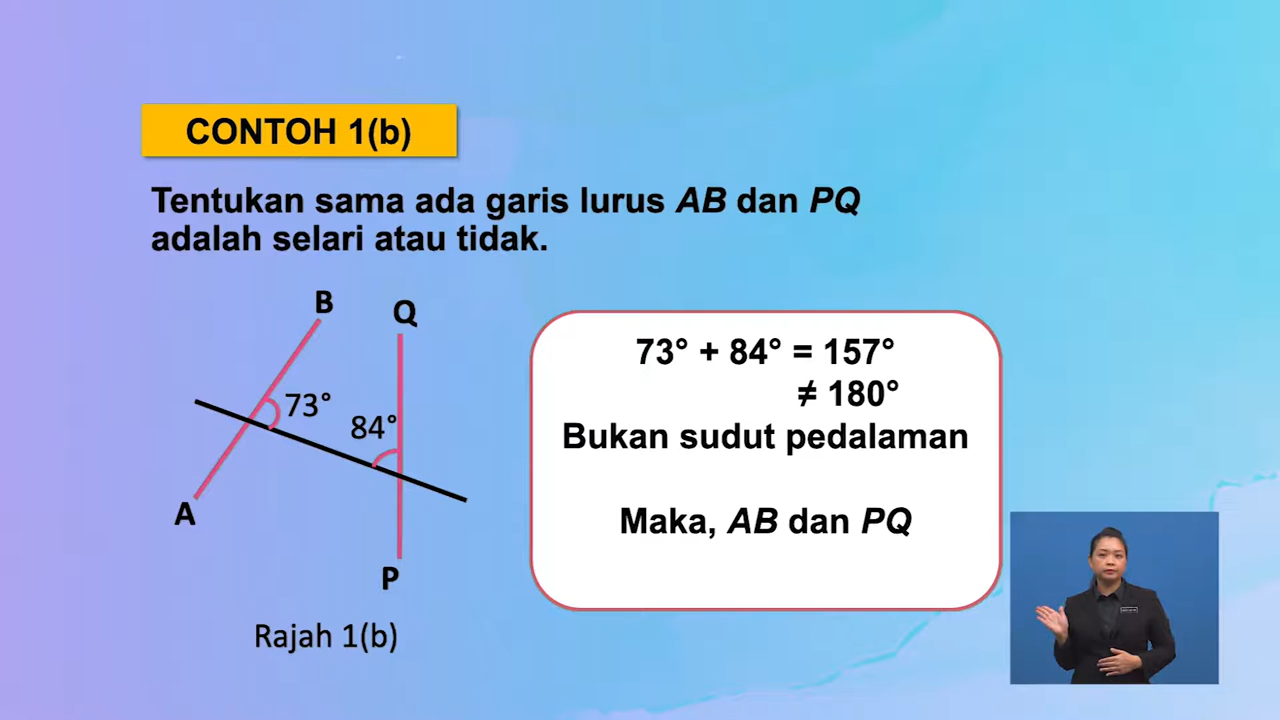 CONTOH 1(b)
Tentukan sama ada garis lurus AB dan PQ
adalah selari atau tidak.
B
Q
73°
84°
A
P
Rajah 1(b)
73° + 84° = 157°
≠ 180°
Bukan sudut pedalaman
Maka, AB dan PQ